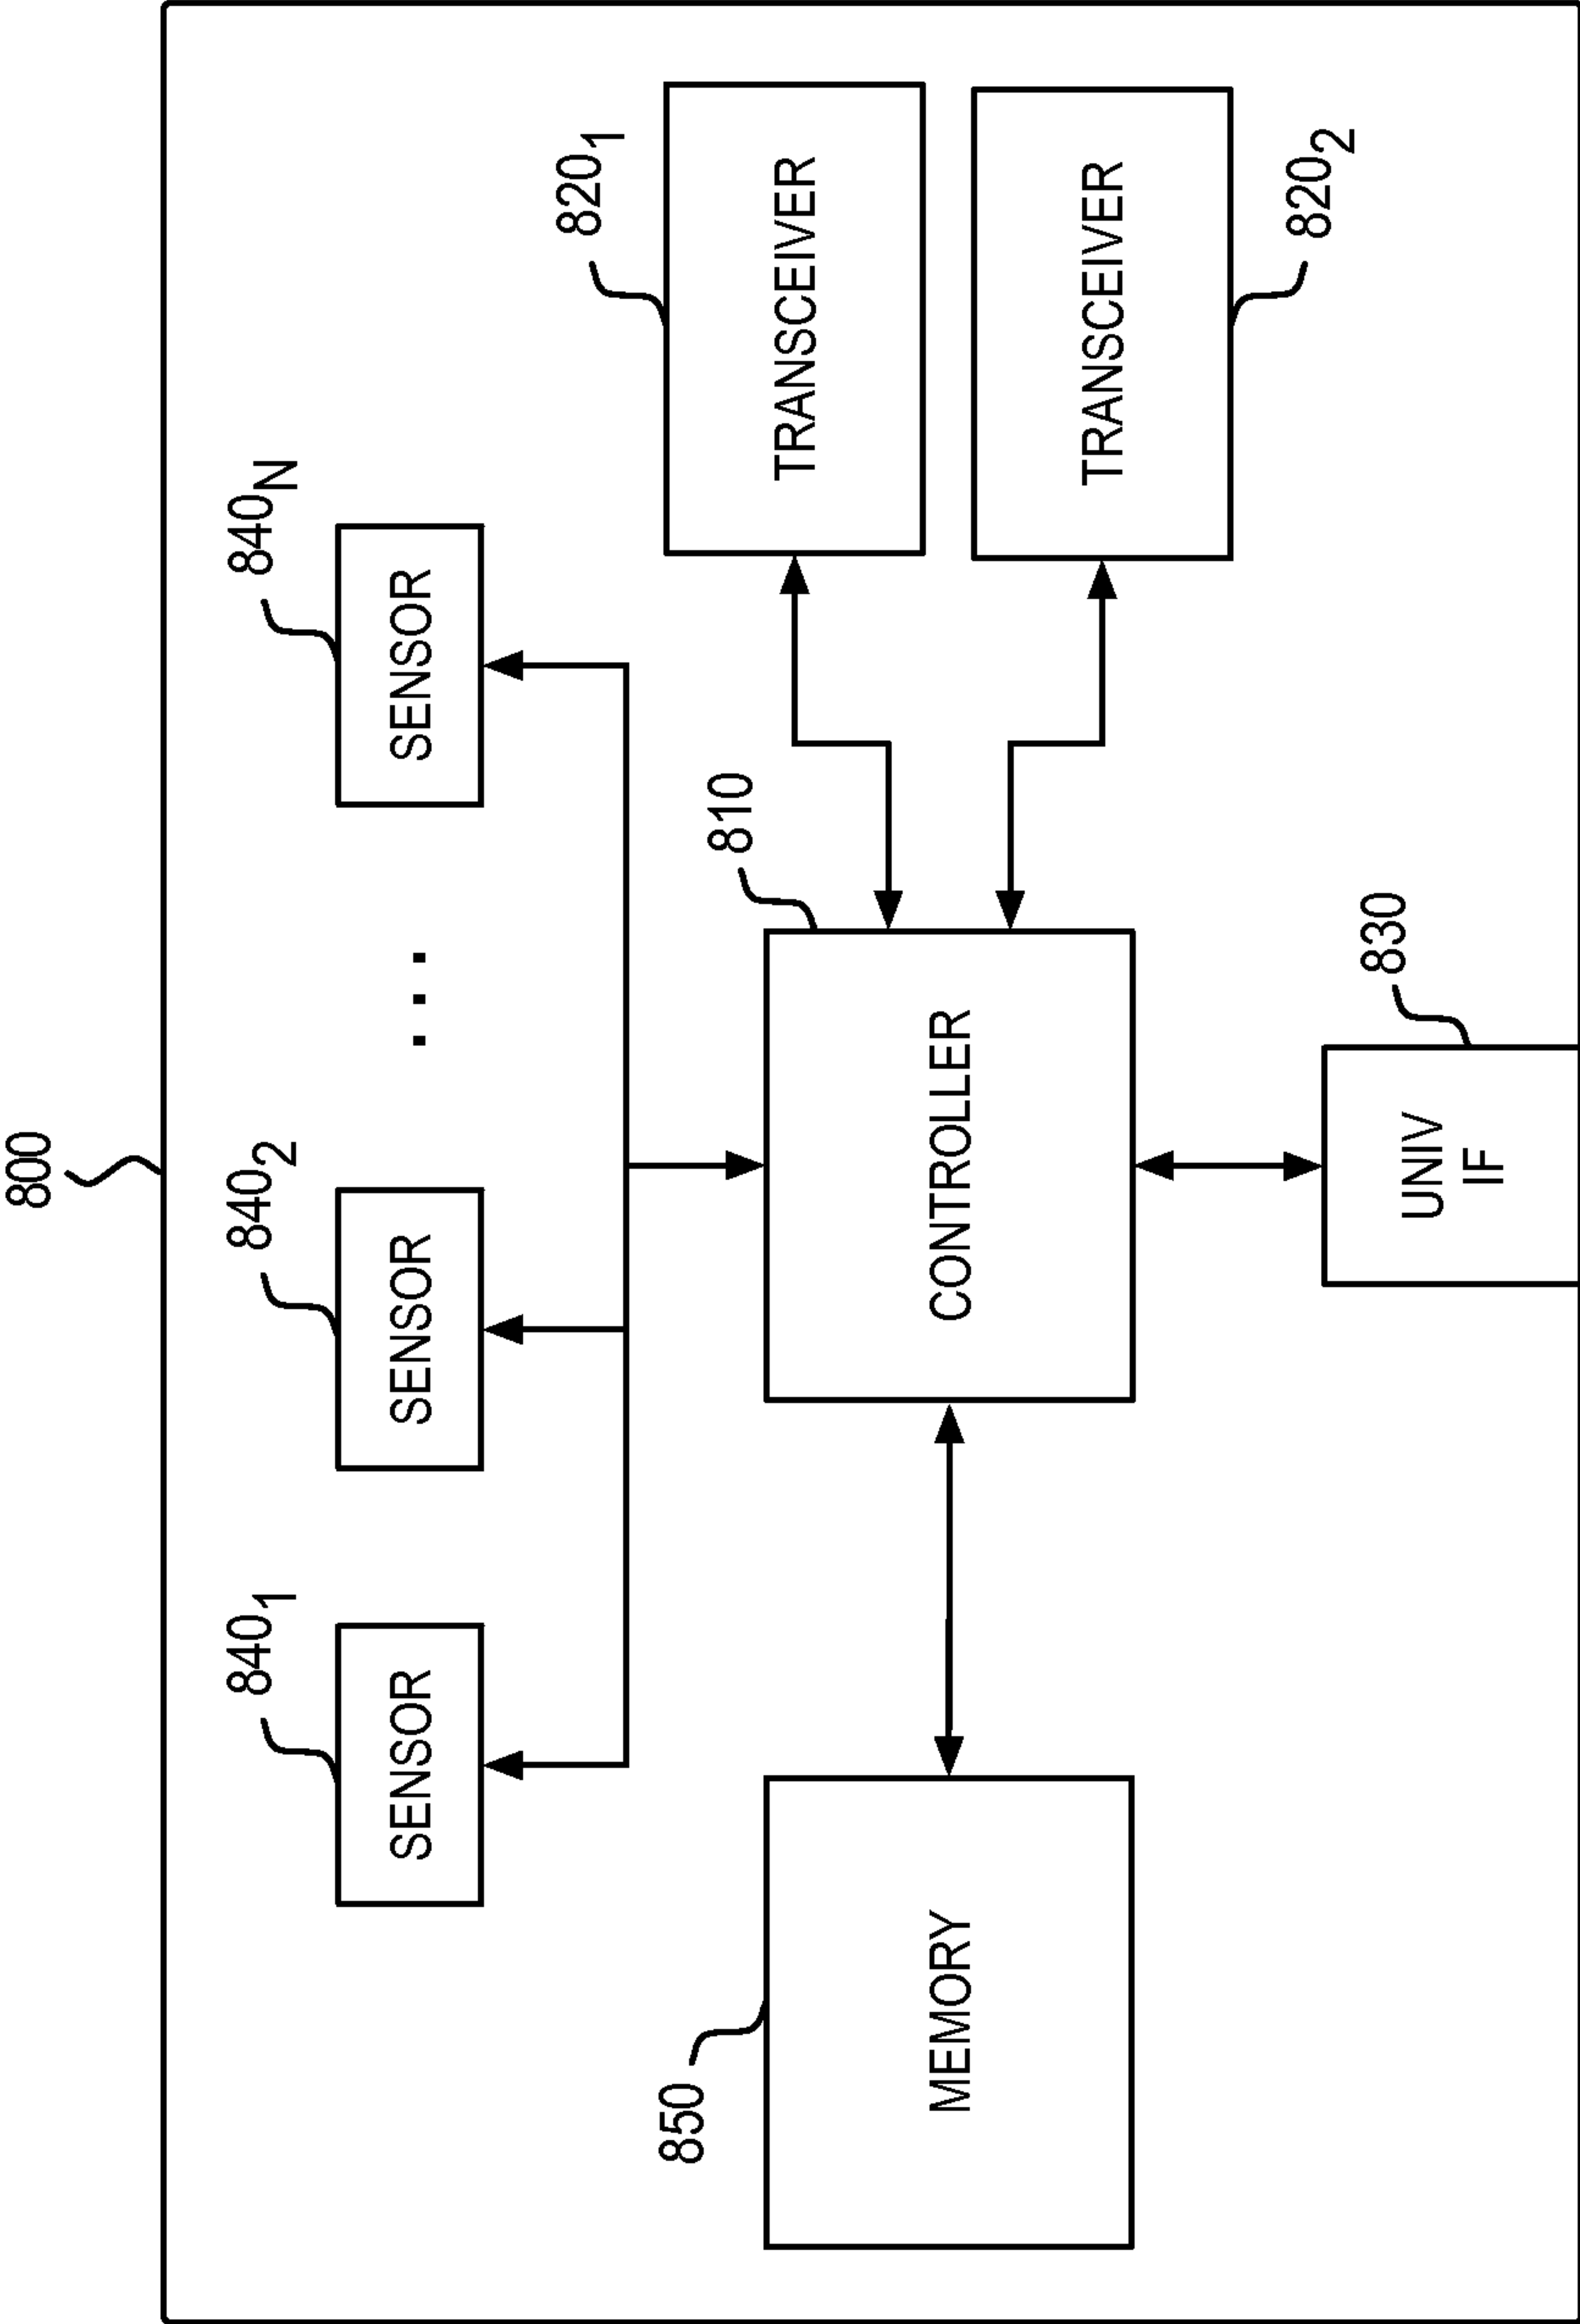 800
840₁
840₂
840N
SENSOR
SENSOR
...
SENSOR
820₁
850
810
TRANSCEIVER
MEMORY
CONTROLLER
TRANSCEIVER
820₂
830
UNIV
IF